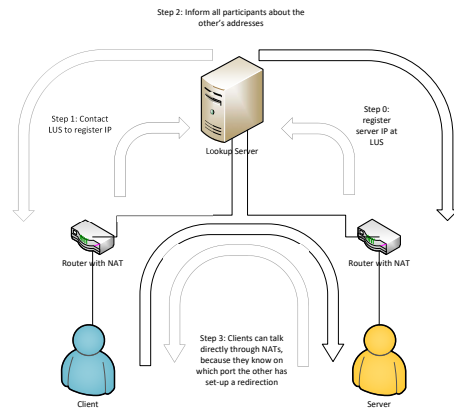 Step 2: Inform all participants about the
other's addresses
Step 1: Contact
LUS to register IP
Step 0:
register
server IP at
LUS
Lookup Server
Router with NAT
Router with NAT
Step 3: Clients can talk
directly through NATs,
because they know on
which port the other has
set-up a redirection
Client
Server